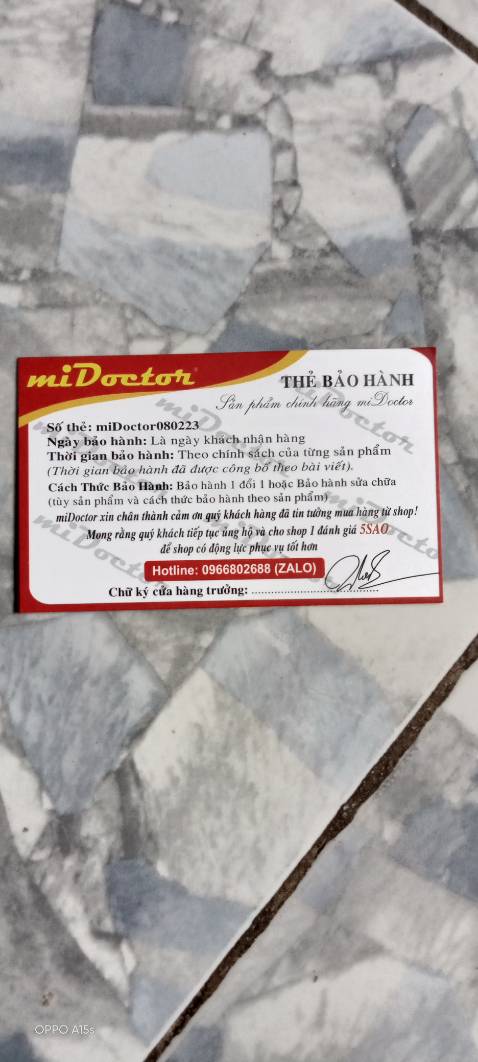 miDoctor
THẺ BẢO HÀNH
Sản phẩm chính hãng miDoctor
Số thẻ: miDoctor080223
Ngày bảo hành: Là ngày khách nhận hàng
Thời gian bảo hành: Theo chính sách của từng sản phẩm
(Thời gian bảo hành đã được công bố theo bài viết).
Cách Thức Bảo Hành: Bảo hành 1 đổi 1 hoặc Bảo hành sửa chữa
(tùy sản phẩm và cách thức bảo hành theo sản phẩm)
miDoctor xin chân thành cảm ơn quý khách hàng đã tin tưởng mua hàng từ shop!
Mong rằng quý khách tiếp tục ủng hộ và cho shop 1 đánh giá 5SAO
để shop có động lực phục vụ tốt hơn
Hotline: 0966802688 (ZALO)
Chữ ký cửa hàng trưởng:
OPPO A15s